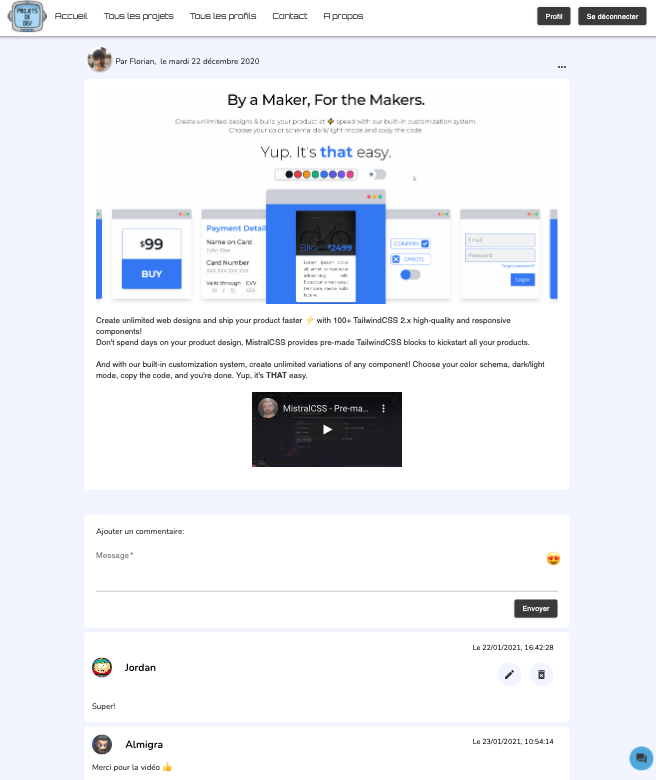 PROJETS
DE
DEV
Accueil
Tous les projets
Tous les profils
Contact
A propos
Profil
Se déconnecter
Par Florian, le mardi 22 décembre 2020
...
By a Maker, For the Makers.
Create unlimited designs & build your product at ⚡ speed with our built-in customization system.
Choose your color schema, dark/light mode and copy the code.
Yup. It's that easy.
$99
BUY
Payment Detail
Name on Card
John Doe
Card Number
XXX XXX XXX XXX
Valid through CVV
XXX
Bike $2499
Lorem ipsum dolor
sit amet consectetur
adipisicing elit.
Excepturi sequi
CONFIRM
CANCEL
Email
Password
Forgot password?
Login
Create unlimited web designs and ship your product faster ⚡ with 100+ TailwindCSS 2.x high-quality and responsive
components!
Don't spend days on your product design, MistralCSS provides pre-made TailwindCSS blocks to kickstart all your products.
And with our built-in customization system, create unlimited variations of any component! Choose your color schema, dark/light
mode, copy the code, and you're done. Yup, it's THAT easy.
MistralCSS - Pre-ma...
Ajouter un commentaire:
Message *
Envoyer
Le 22/01/2021, 16:42:28
Jordan
Super!
Le 23/01/2021, 10:54:14
Almigra
Merci pour la vidéo 👍